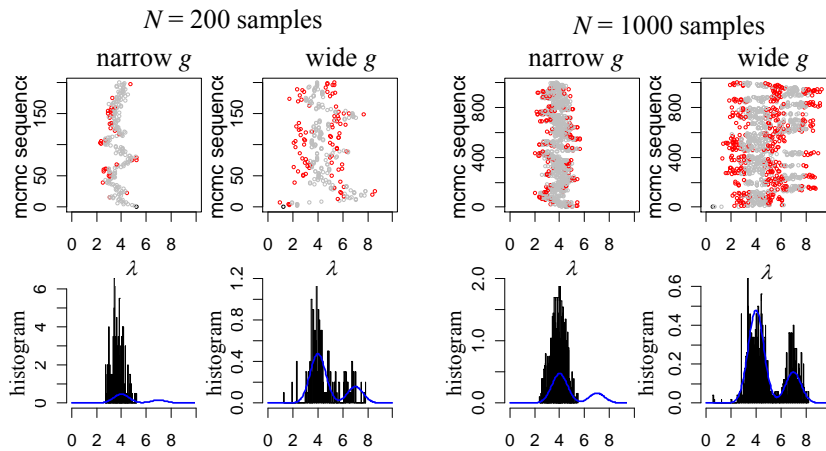 N = 200 samples
N = 1000 samples
narrow g
wide g
narrow g
wide g
mcmc sequence
0 50 150
0 2 4 6 8
mcmc sequence
0 50 100 150
0 2 4 6 8
mcmc sequence
0 400 800
0 2 4 6 8
mcmc sequence
0 400 800
0 2 4 6 8
λ
λ
λ
λ
histogram
0 2 4 6
0 2 4 6 8
histogram
0.0 0.4 0.8 1.2
0 2 4 6 8
histogram
0.0 1.0 2.0
0 2 4 6 8
histogram
0.0 0.2 0.4 0.6
0 2 4 6 8